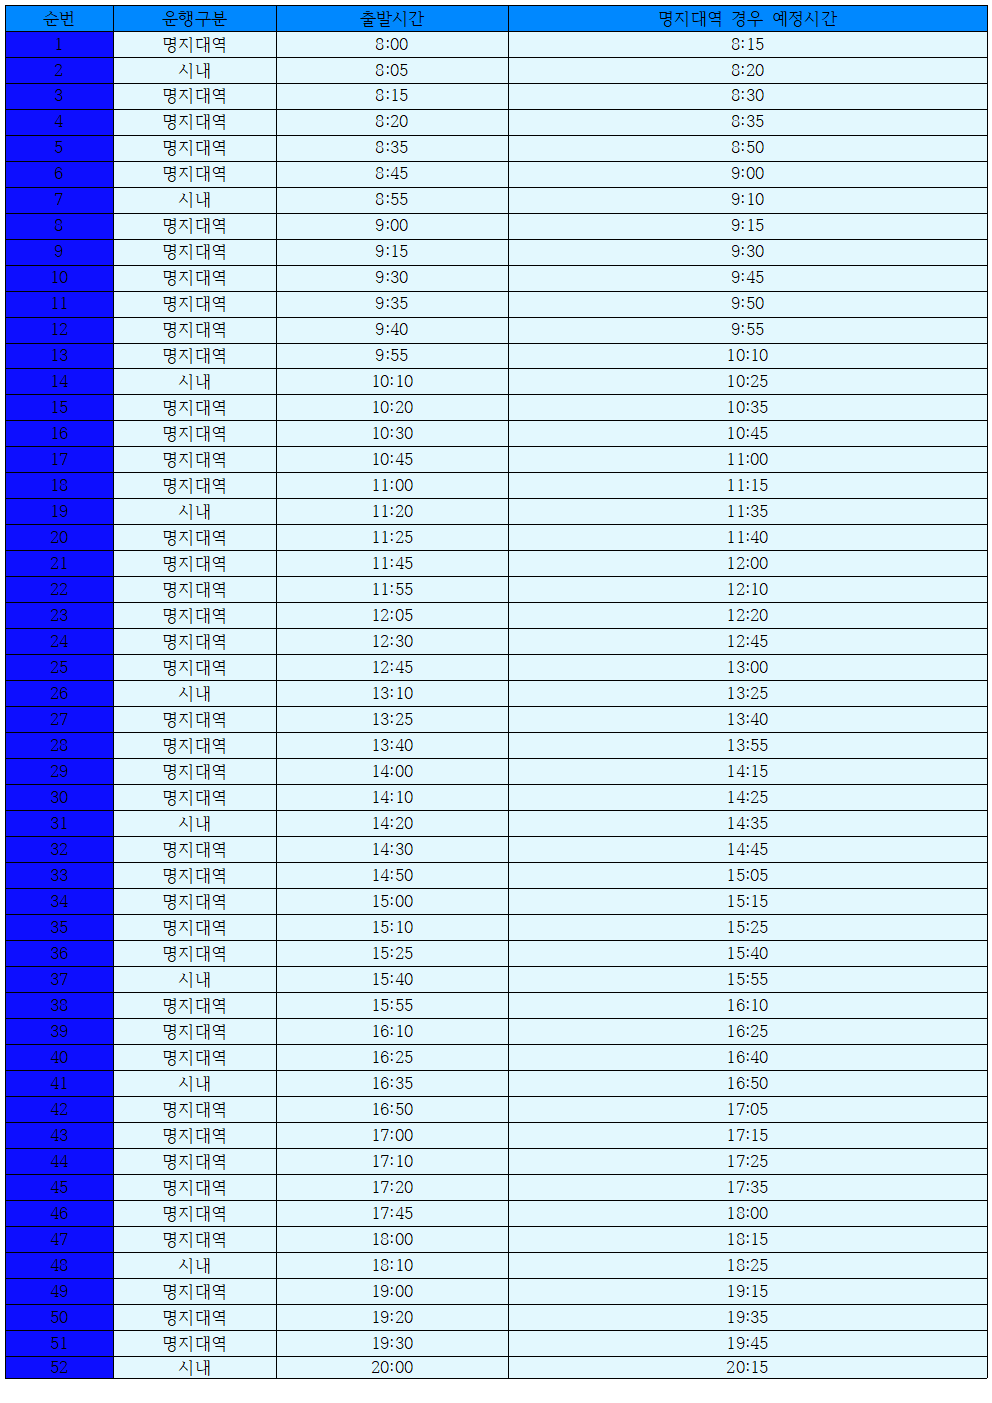 순번 운행구분 출발시간 명지대역 경우 예정시간
1 명지대역 8:00 8:15
2 시내 8:05 8:20
3 명지대역 8:15 8:30
4 명지대역 8:20 8:35
5 명지대역 8:35 8:50
6 명지대역 8:45 9:00
7 시내 8:55 9:10
8 명지대역 9:00 9:15
9 명지대역 9:15 9:30
10 명지대역 9:30 9:45
11 명지대역 9:35 9:50
12 명지대역 9:40 9:55
13 명지대역 9:55 10:10
14 시내 10:10 10:25
15 명지대역 10:20 10:35
16 명지대역 10:30 10:45
17 명지대역 10:45 11:00
18 명지대역 11:00 11:15
19 시내 11:20 11:35
20 명지대역 11:25 11:40
21 명지대역 11:45 12:00
22 명지대역 11:55 12:10
23 명지대역 12:05 12:20
24 명지대역 12:30 12:45
25 명지대역 12:45 13:00
26 시내 13:10 13:25
27 명지대역 13:25 13:40
28 명지대역 13:40 13:55
29 명지대역 14:00 14:15
30 명지대역 14:10 14:25
31 시내 14:20 14:35
32 명지대역 14:30 14:45
33 명지대역 14:50 15:05
34 명지대역 15:00 15:15
35 명지대역 15:10 15:25
36 명지대역 15:25 15:40
37 시내 15:40 15:55
38 명지대역 15:55 16:10
39 명지대역 16:10 16:25
40 명지대역 16:25 16:40
41 시내 16:35 16:50
42 명지대역 16:50 17:05
43 명지대역 17:00 17:15
44 명지대역 17:10 17:25
45 명지대역 17:20 17:35
46 명지대역 17:45 18:00
47 명지대역 18:00 18:15
48 시내 18:10 18:25
49 명지대역 19:00 19:15
50 명지대역 19:20 19:35
51 명지대역 19:30 19:45
52 시내 20:00 20:15